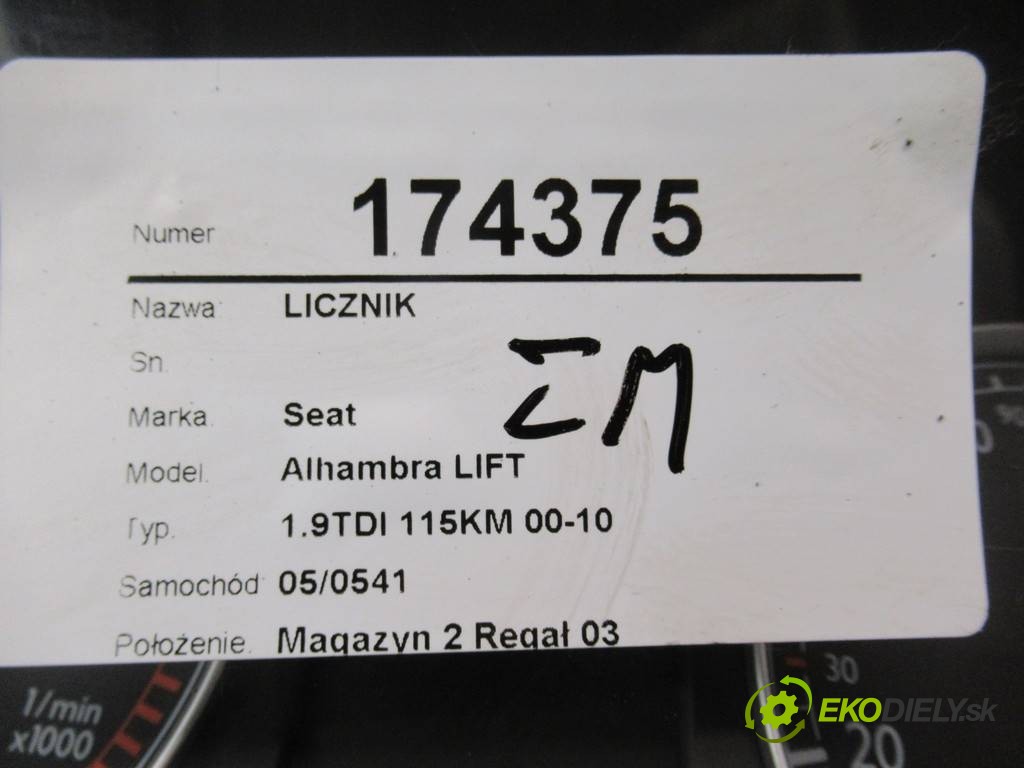 Numer 174375
Nazwa: LICZNIK
Sn.
ΣM
Marka. Seat
Model. Alhambra LIFT
Typ. 1.9TDI 115KM 00-10
Samochód: 05/0541
Położenie. Magazyn 2 Regał 03
1/min
x1000
30
20
EKODIELY.sk